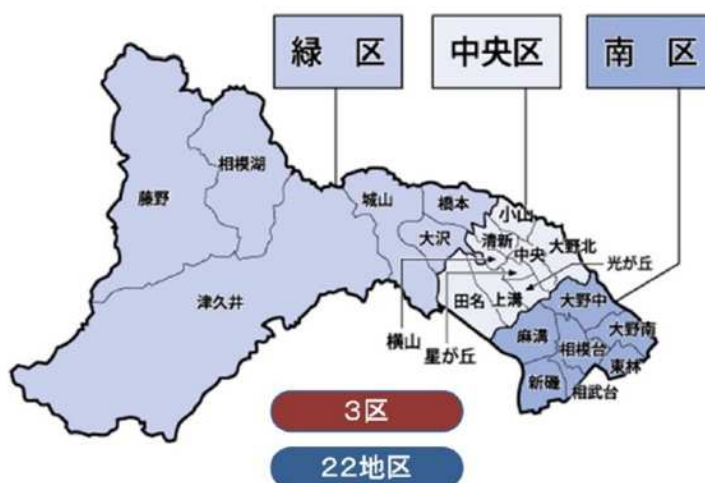 緑 区
中央区
南 区
相模湖
藤野
城山
橋本
小山
大沢
清新
中央
大野北
光が丘
津久井
田名
上溝
大野中
横山
星が丘
麻溝
大野南
相模台
東林
新磯
相武台
3区
22地区